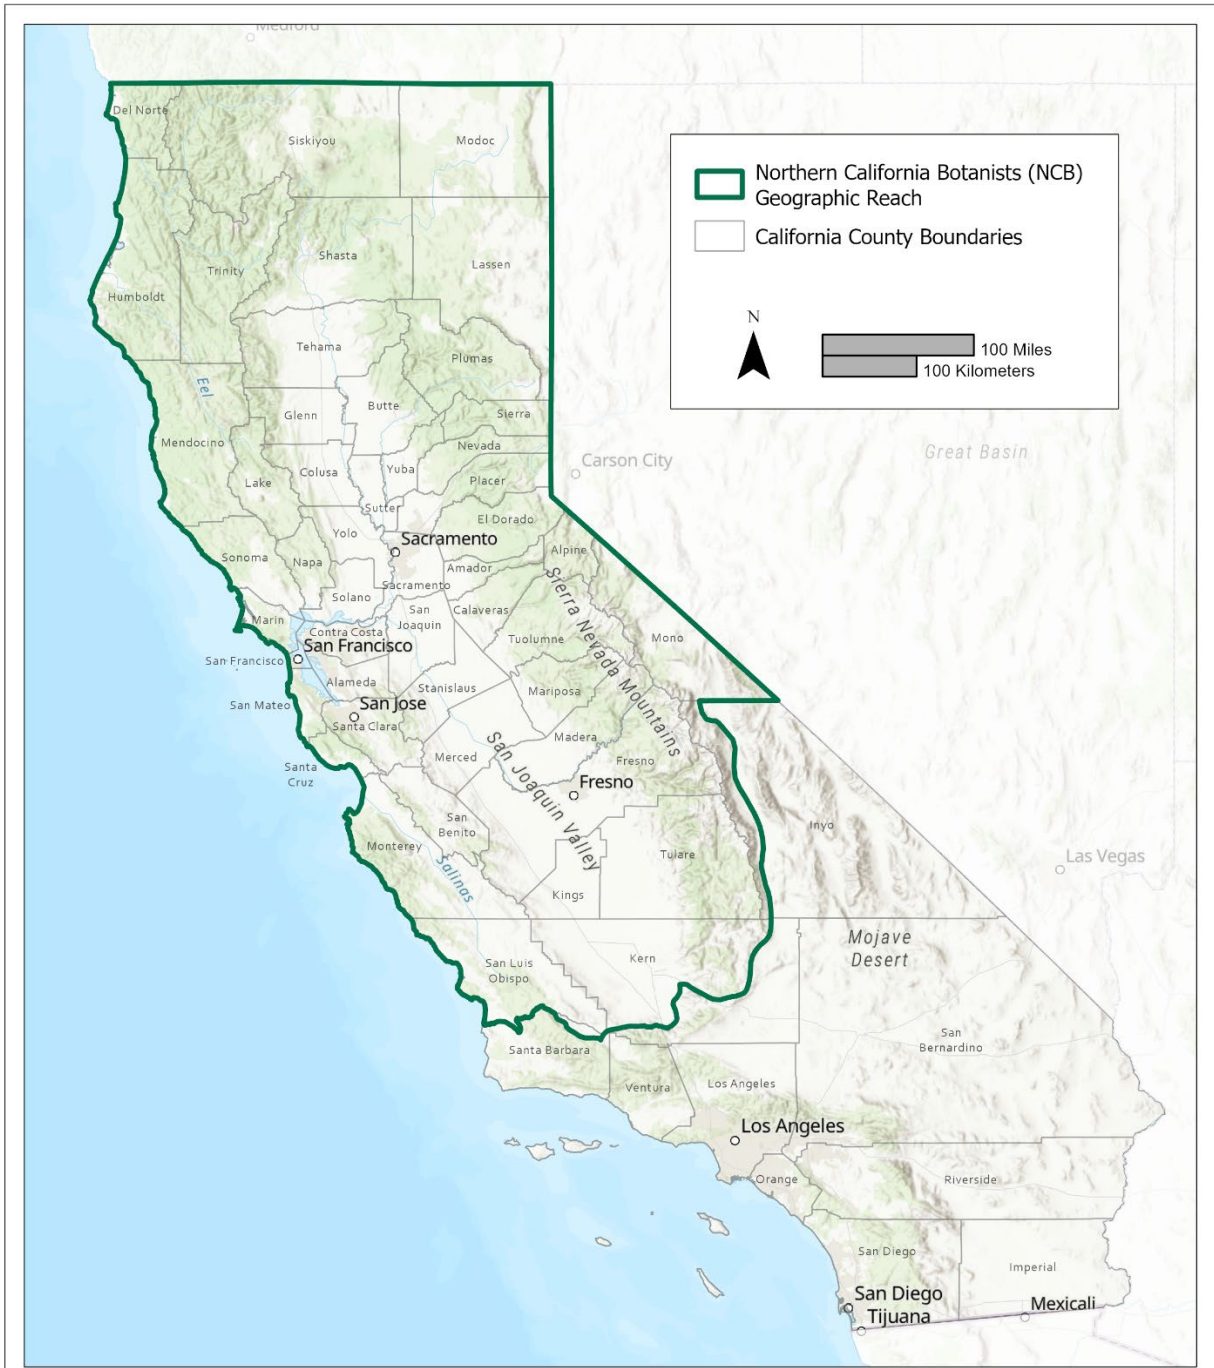 Medford
Del Norte
Siskiyou
Modoc
Northern California Botanists (NCB)
Geographic Reach
California County Boundaries
N
100 Miles
100 Kilometers
Shasta
Lassen
Trinity
Humboldt
Tehama
Plumas
Eel
Butte
Glenn
Sierra
Mendocino
Nevada
Carson City
Great Basin
Colusa
Yuba
Lake
Placer
Sutter
El Dorado
Yolo
Sacramento
Sonoma
Napa
Alpine
Amador
Sacramento
Solano
San
Joaquin
Calaveras
Marin
Contra Costa
Tuolumne
Mono
San Francisco
San Francisco
Sierra Nevada Mountains
Alameda
Stanislaus
Mariposa
San Mateo
San Jose
Santa Clara
Madera
Merced
Fresno
Santa
Cruz
Fresno
San Joaquin Valley
San
Benito
Inyo
Monterey
Tulare
Las Vegas
Salinas
Kings
Mojave
Desert
Kern
San Luis
Obispo
San
Bernardino
Santa Barbara
Ventura
Los Angeles
Los Angeles
Orange
Riverside
San Diego
Imperial
San Diego
Mexicali
Tijuana